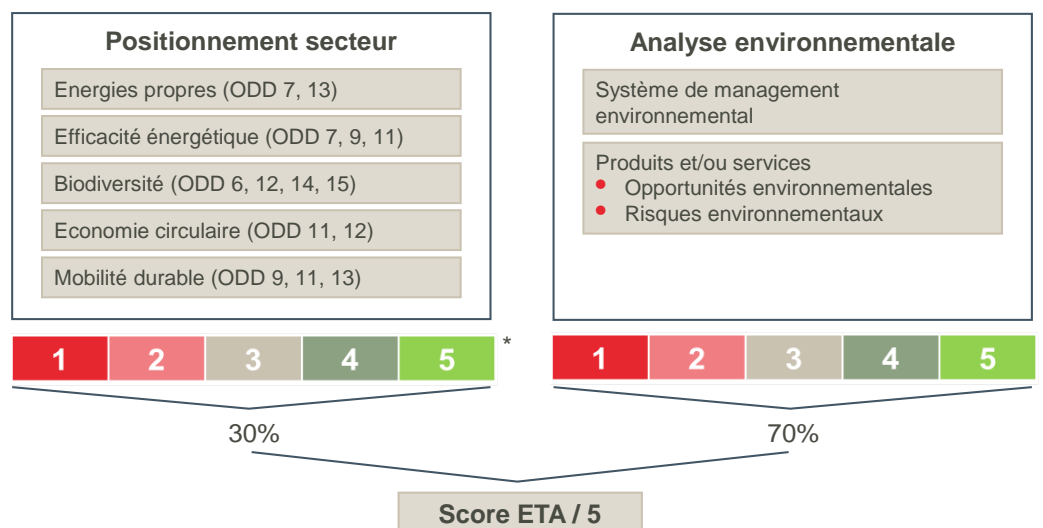 Positionnement secteur
Energies propres (ODD 7, 13)
Efficacité énergétique (ODD 7, 9, 11)
Biodiversité (ODD 6, 12, 14, 15)
Economie circulaire (ODD 11, 12)
Mobilité durable (ODD 9, 11, 13)
1 2 3 4 5 *
30%
Analyse environnementale
Système de management
environnemental
Produits et/ou services
• Opportunités environnementales
• Risques environnementaux
1 2 3 4 5
70%
Score ETA / 5